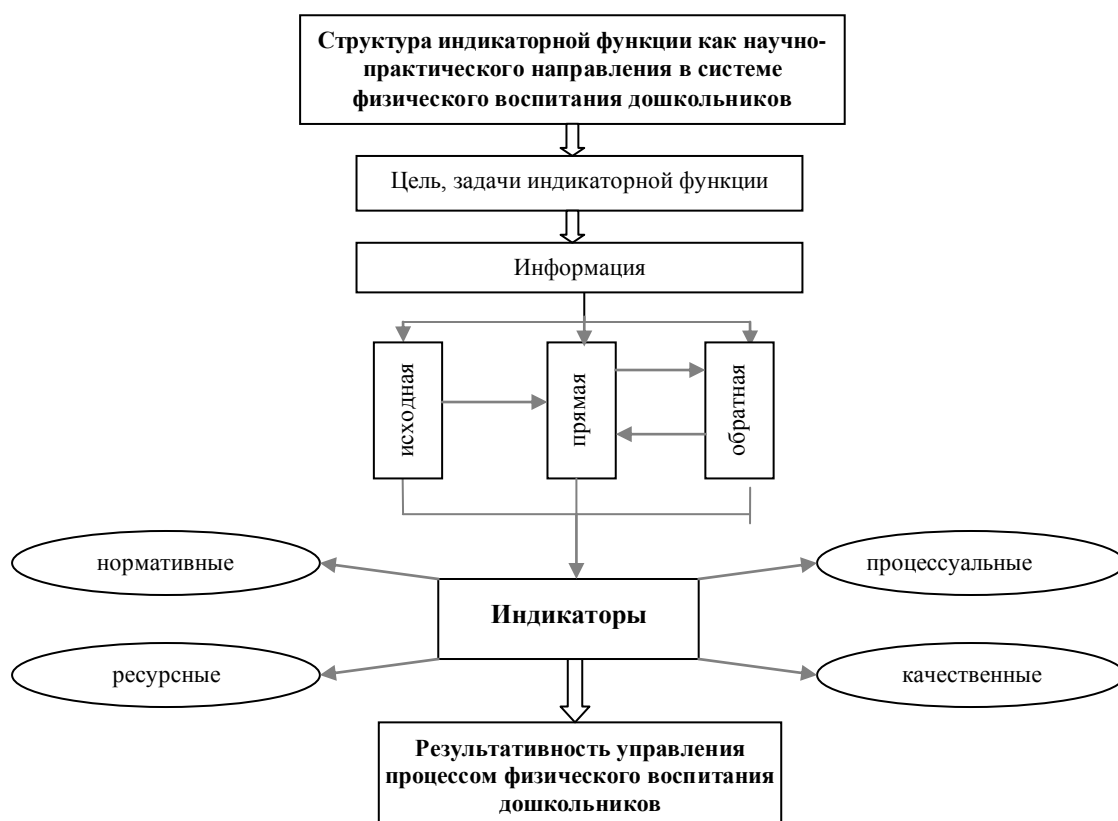 Структура индикаторной функции как научно-
практического направления в системе
физического воспитания дошкольников
Цель, задачи индикаторной функции
Информация
исходная
прямая
обратная
нормативные
процессуальные
Индикаторы
ресурсные
качественные
Результативность управления
процессом физического воспитания
дошкольников